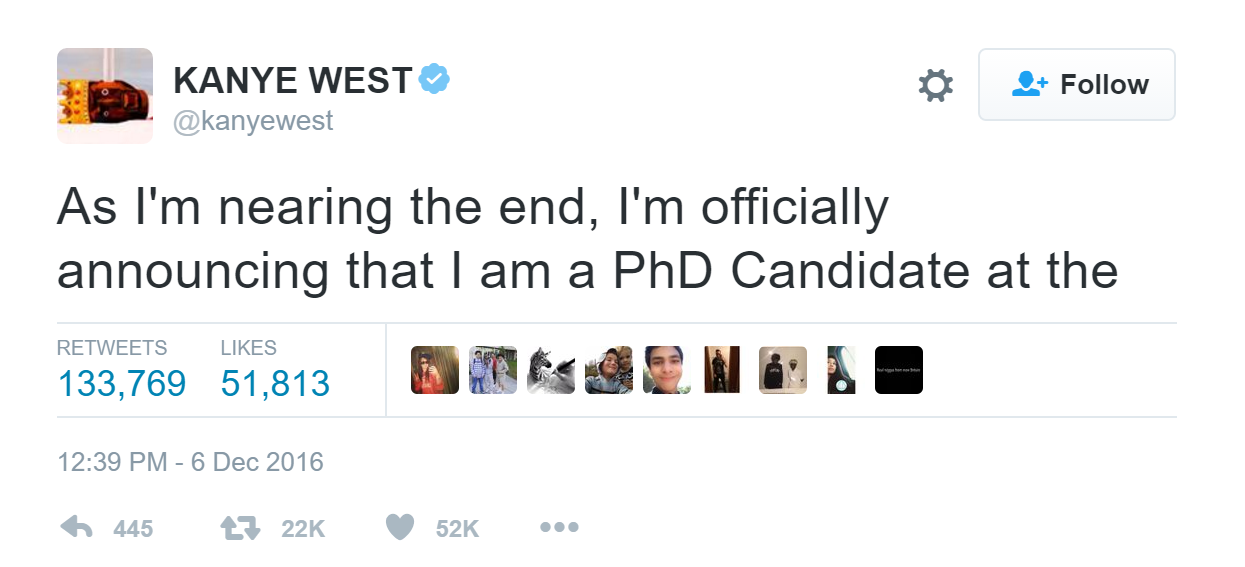 KANYE WEST
@kanyewest
Follow
As I'm nearing the end, I'm officially
announcing that I am a PhD Candidate at the
RETWEETS LIKES
133,769 51,813
12:39 PM - 6 Dec 2016
445 22K 52K